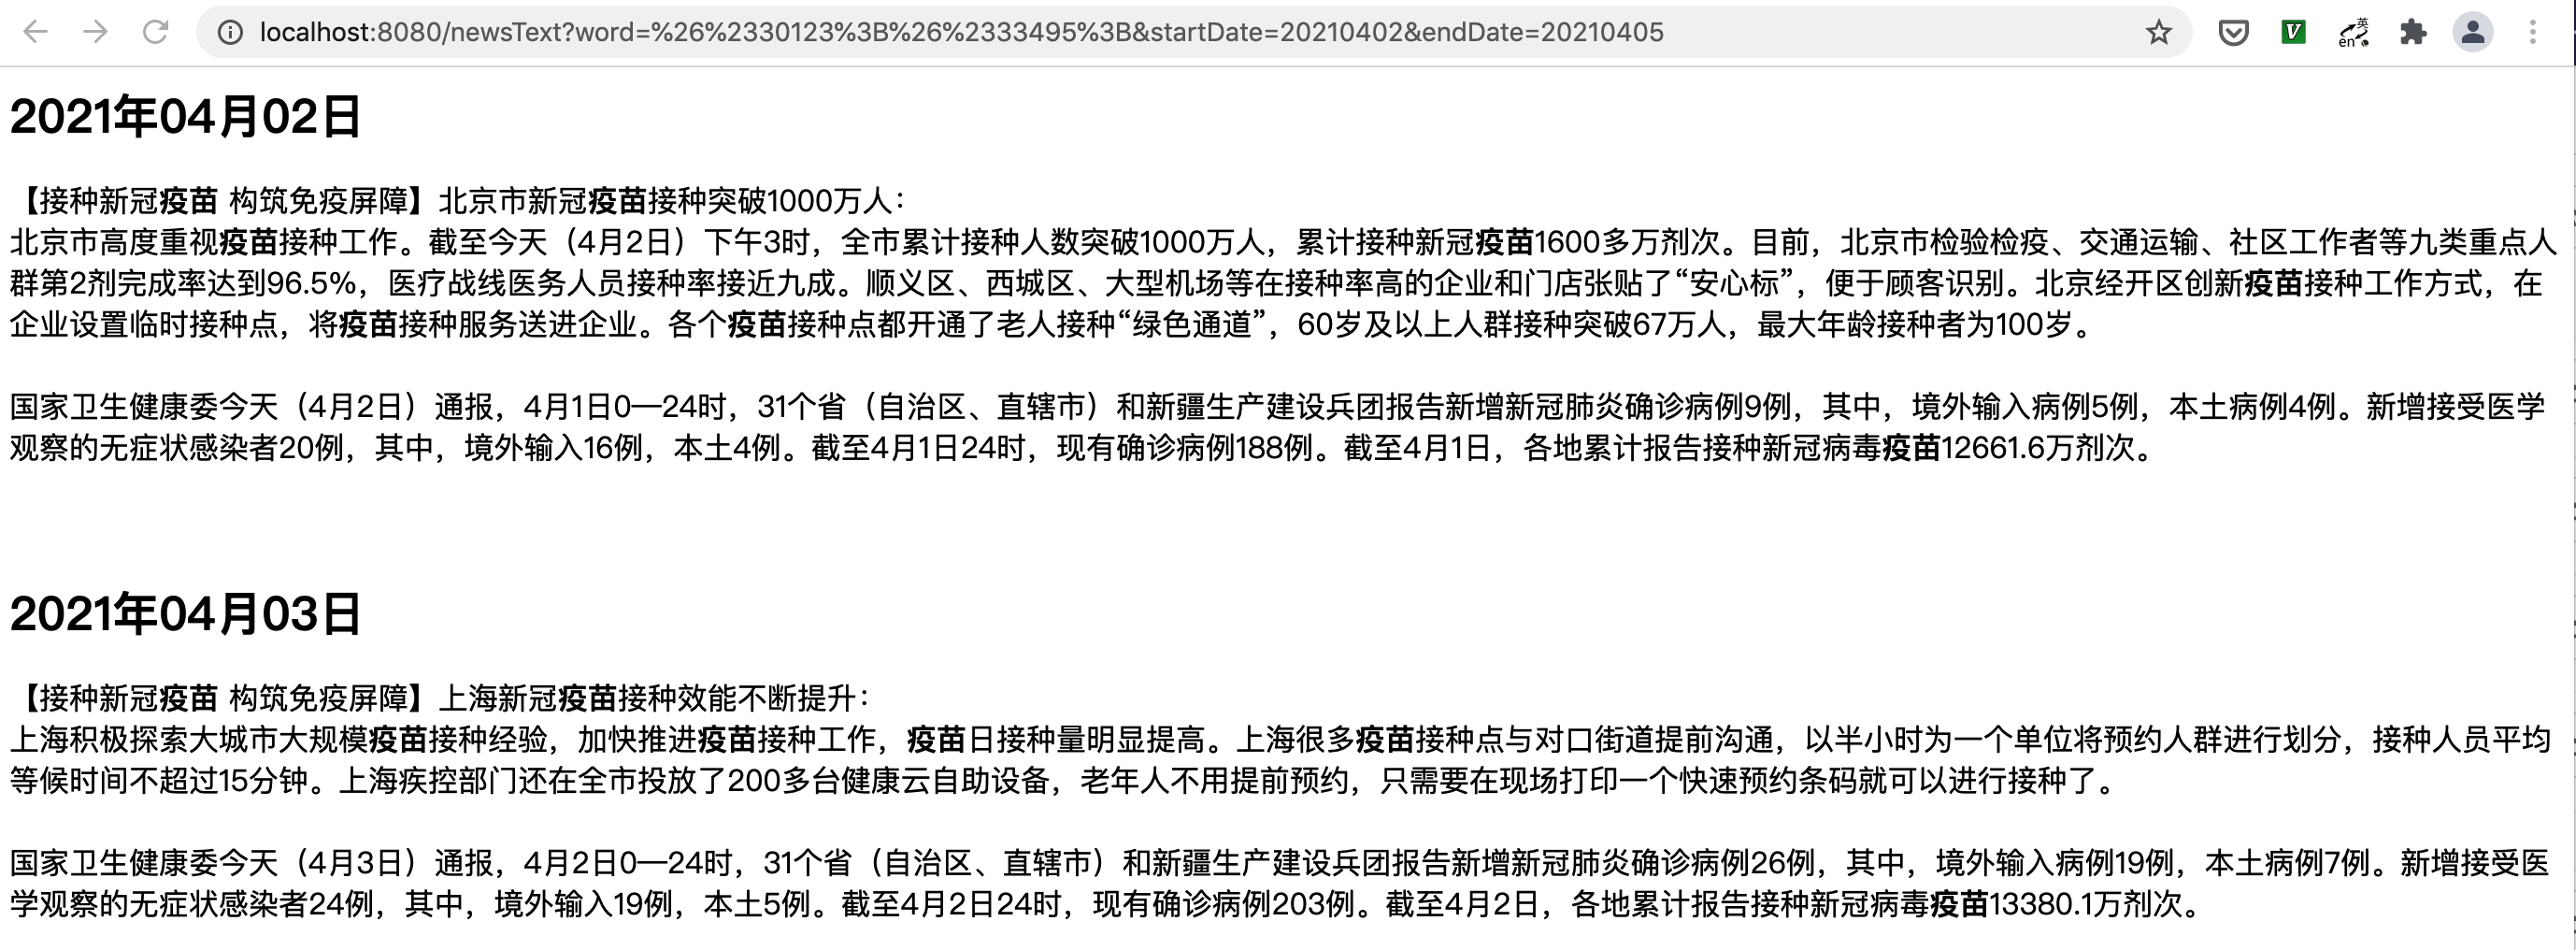 localhost:8080/newsText?word=%26%2330123%3B%26%2333495%3B&startDate=20210402&endDate=20210405
英
en
V
2021年04月02日
【接种新冠疫苗 构筑免疫屏障】北京市新冠疫苗接种突破1000万人：
北京市高度重视疫苗接种工作。截至今天（4月2日）下午3时，全市累计接种人数突破1000万人，累计接种新冠疫苗1600多万剂次。目前，北京市检验检疫、交通运输、社区工作者等九类重点人
群第2剂完成率达到96.5%，医疗战线医务人员接种率接近九成。顺义区、西城区、大型机场等在接种率高的企业和门店张贴了“安心标”，便于顾客识别。北京经开区创新疫苗接种工作方式，在
企业设置临时接种点，将疫苗接种服务送进企业。各个疫苗接种点都开通了老人接种“绿色通道”，60岁及以上人群接种突破67万人，最大年龄接种者为100岁。
国家卫生健康委今天（4月2日）通报，4月1日0—24时，31个省（自治区、直辖市）和新疆生产建设兵团报告新增新冠肺炎确诊病例9例，其中，境外输入病例5例，本土病例4例。新增接受医学
观察的无症状感染者20例，其中，境外输入16例，本土4例。截至4月1日24时，现有确诊病例188例。截至4月1日，各地累计报告接种新冠病毒疫苗12661.6万剂次。
2021年04月03日
【接种新冠疫苗 构筑免疫屏障】上海新冠疫苗接种效能不断提升：
上海积极探索大城市大规模疫苗接种经验，加快推进疫苗接种工作，疫苗日接种量明显提高。上海很多疫苗接种点与对口街道提前沟通，以半小时为一个单位将预约人群进行划分，接种人员平均
等候时间不超过15分钟。上海疾控部门还在全市投放了200多台健康云自助设备，老年人不用提前预约，只需要在现场打印一个快速预约条码就可以进行接种了。
国家卫生健康委今天（4月3日）通报，4月2日0—24时，31个省（自治区、直辖市）和新疆生产建设兵团报告新增新冠肺炎确诊病例26例，其中，境外输入病例19例，本土病例7例。新增接受医
学观察的无症状感染者24例，其中，境外输入19例，本土5例。截至4月2日24时，现有确诊病例203例。截至4月2日，各地累计报告接种新冠病毒疫苗13380.1万剂次。